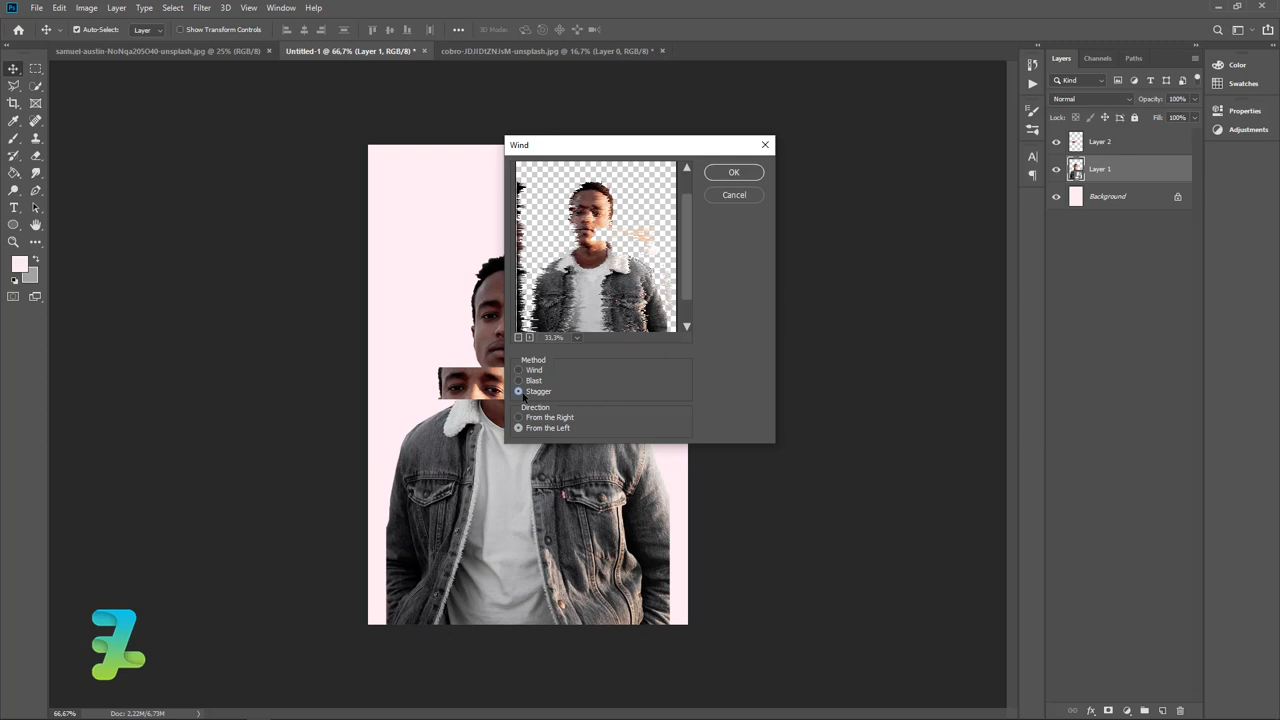 Ps File Edit Image Layer Type Select Filter 3D View Window Help
Auto-Select: Layer Show Transform Controls 3D Mode:
samuel-austin-NoNqa205O40-unsplash.jpg @ 25% (RGB/8) Untitled-1 @ 66,7% (Layer 1, RGB/8) * cobro-JDJIDtZNJsM-unsplash.jpg @ 16,7% (Layer 0, RGB/8) *
Layers Channels Paths
Color
Kind
Swatches
Normal Opacity: 100%
Properties
Lock: Fill: 100%
Adjustments
Layer 2
Layer 1
Background
Wind
OK
Cancel
33,3%
Method
Wind
Blast
Stagger
Direction
From the Right
From the Left
66,67% Doc: 2,22M/6,73M